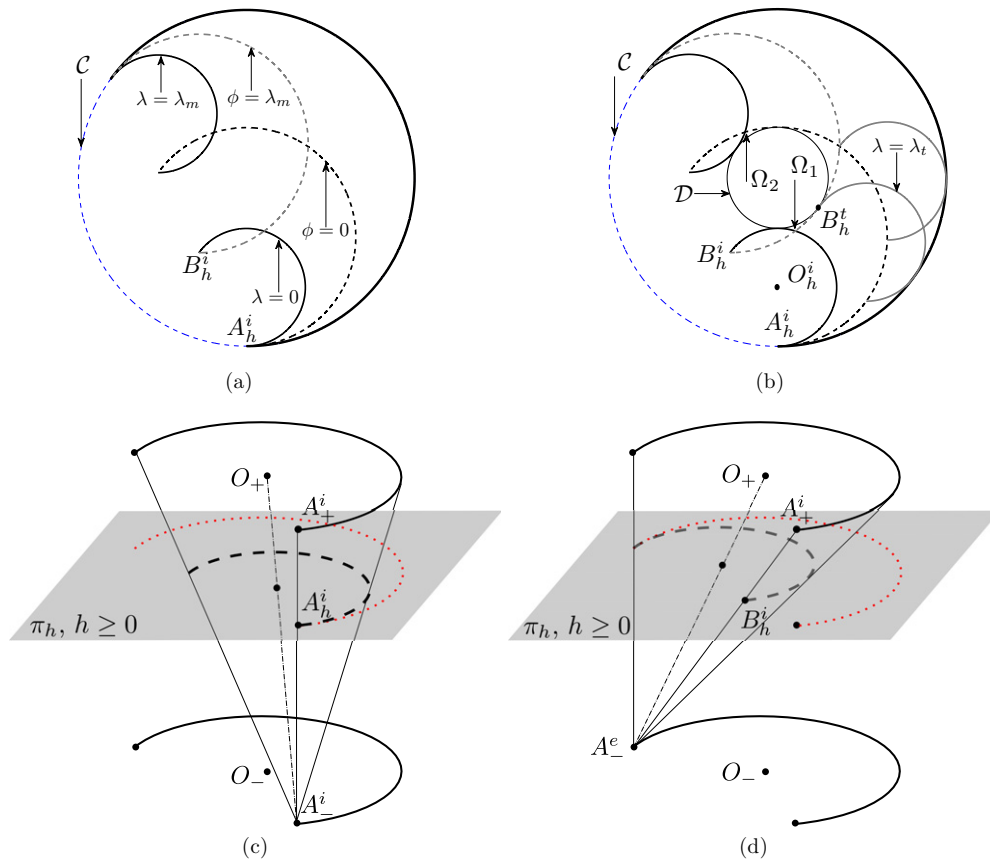 C
λ = λ_m
ϕ = λ_m
ϕ = 0
B_h^i
λ = 0
A_h^i
(a)
C
λ = λ_t
Ω_1
Ω_2
D
B_h^t
B_h^i
O_h^i
A_h^i
(b)
O_+
A_+^i
A_h^i
π_h, h ≥ 0
O_-
A_-^i
(c)
O_+
A_+^i
B_h^i
π_h, h ≥ 0
A_-^e
O_-
(d)